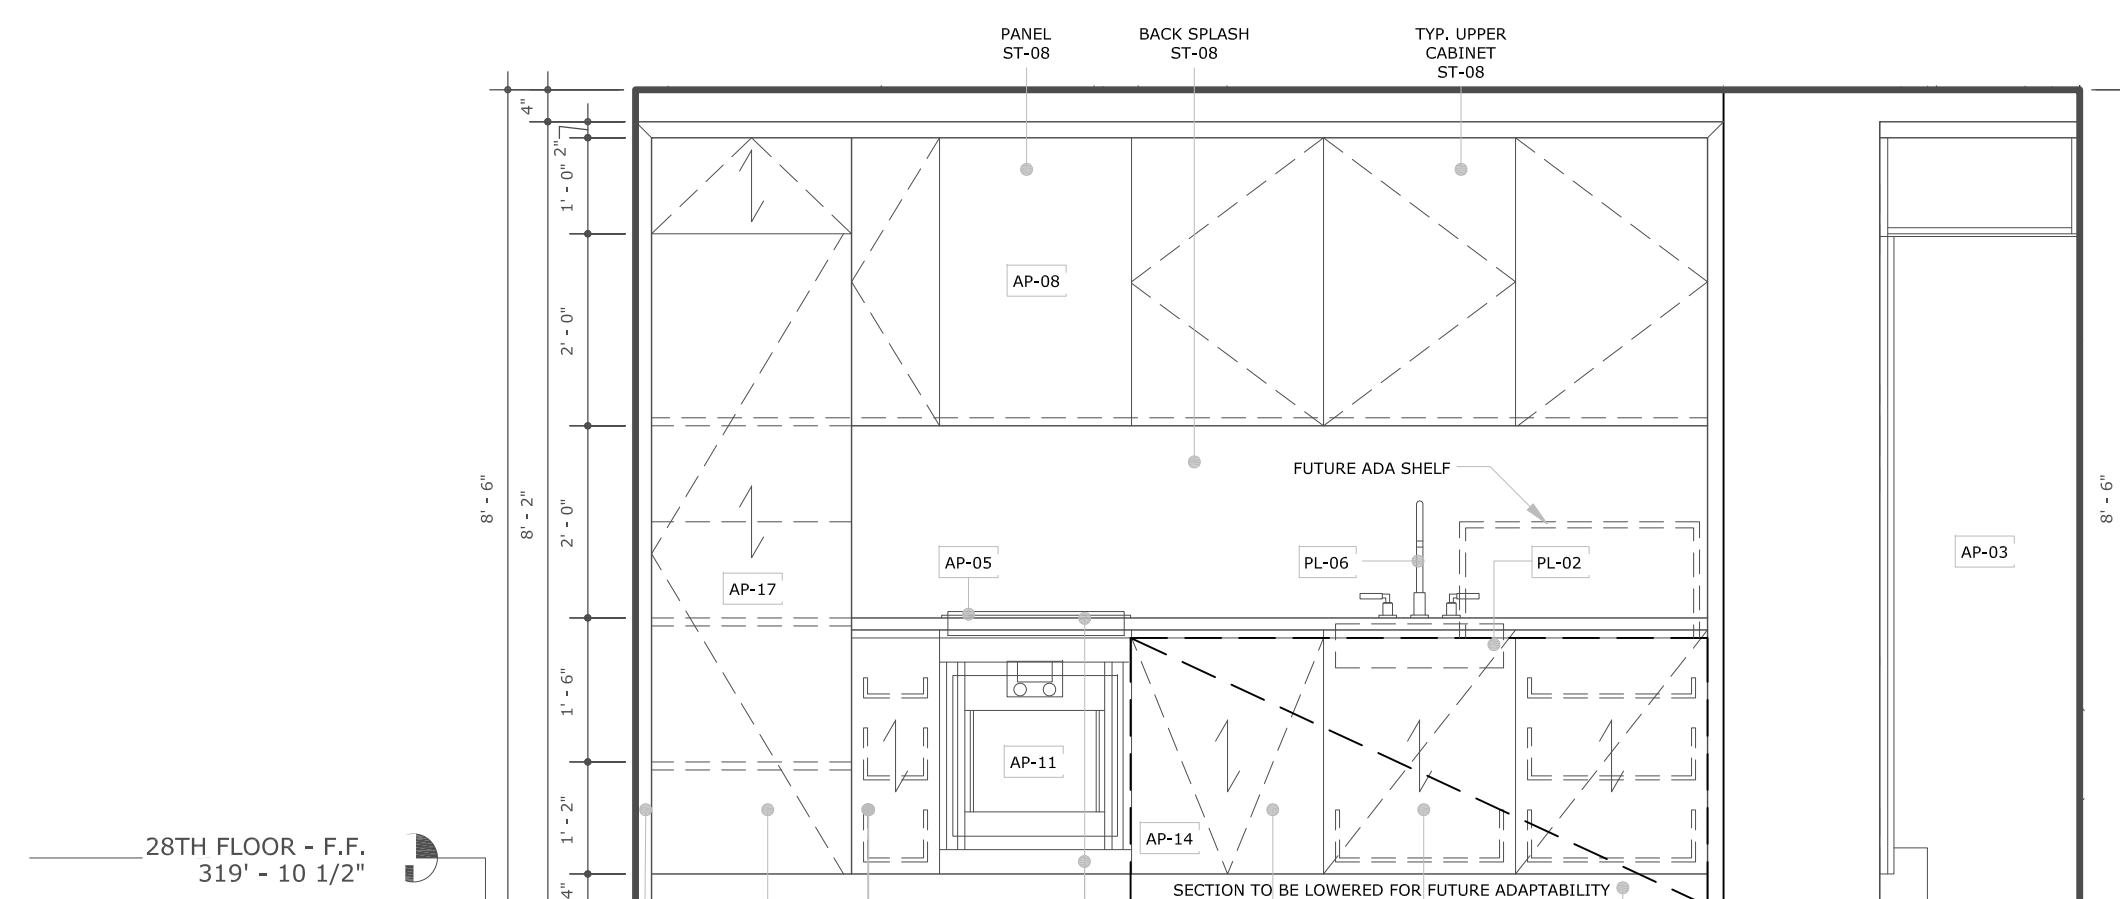 PANEL
ST-08
BACK SPLASH
ST-08
TYP. UPPER
CABINET
ST-08
4"
2"
1' - 0"
2' - 0"
AP-08
8' - 6"
8' - 2"
2' - 0"
FUTURE ADA SHELF
8' - 6"
AP-05
PL-06
PL-02
AP-03
AP-17
1' - 6"
AP-11
1' - 2"
AP-14
28TH FLOOR - F.F.
319' - 10 1/2"
4"
SECTION TO BE LOWERED FOR FUTURE ADAPTABILITY